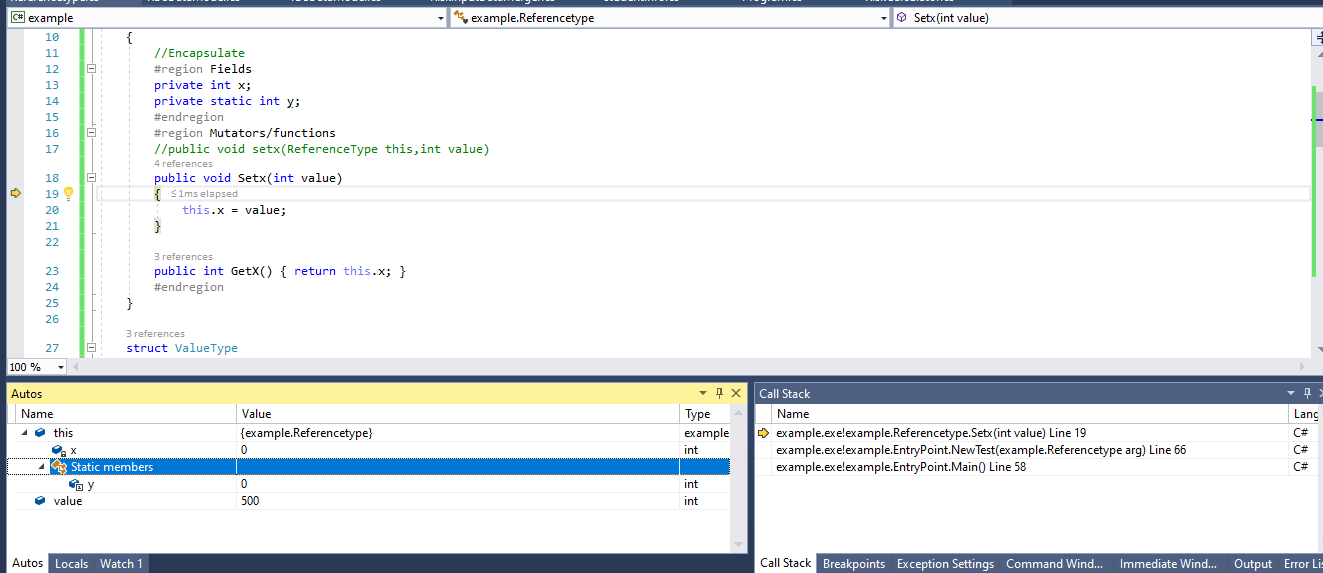 C# example
example.Referencetype
Setx(int value)
10 {
11 //Encapsulate
12 #region Fields
13 private int x;
14 private static int y;
15 #endregion
16 #region Mutators/functions
17 //public void setx(ReferenceType this,int value)
4 references
18 public void Setx(int value)
19 { ≤1ms elapsed
20 this.x = value;
21 }
22
3 references
23 public int GetX() { return this.x; }
24 #endregion
25 }
26
3 references
27 struct ValueType
100 %
Autos
Name Value Type
this {example.Referencetype} example
x 0 int
Static members
y 0 int
value 500 int
Autos Locals Watch 1
Call Stack
Name Lang
example.exe!example.Referencetype.Setx(int value) Line 19 C#
example.exe!example.EntryPoint.NewTest(example.Referencetype arg) Line 66 C#
example.exe!example.EntryPoint.Main() Line 58 C#
Call Stack Breakpoints Exception Settings Command Wind... Immediate Wind... Output Error Li